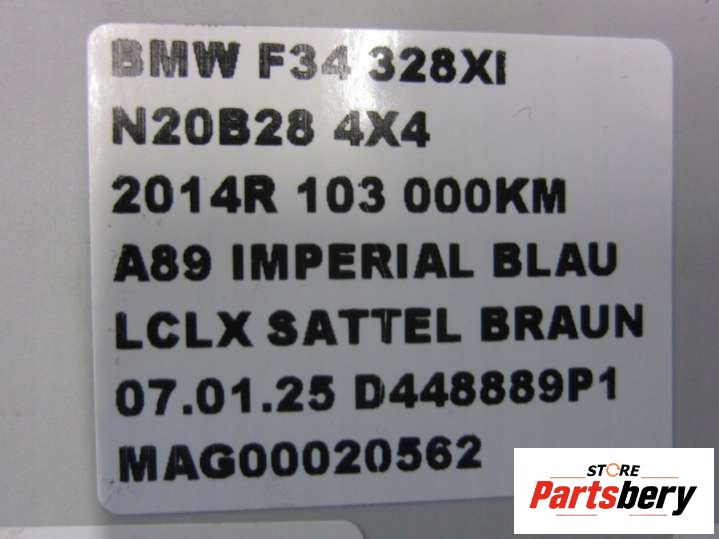 BMW F34 328XI
N20B28 4X4
2014R 103 000KM
A89 IMPERIAL BLAU
LCLX SATTEL BRAUN
07.01.25 D448889P1
MAG00020562
STORE
Partsbery